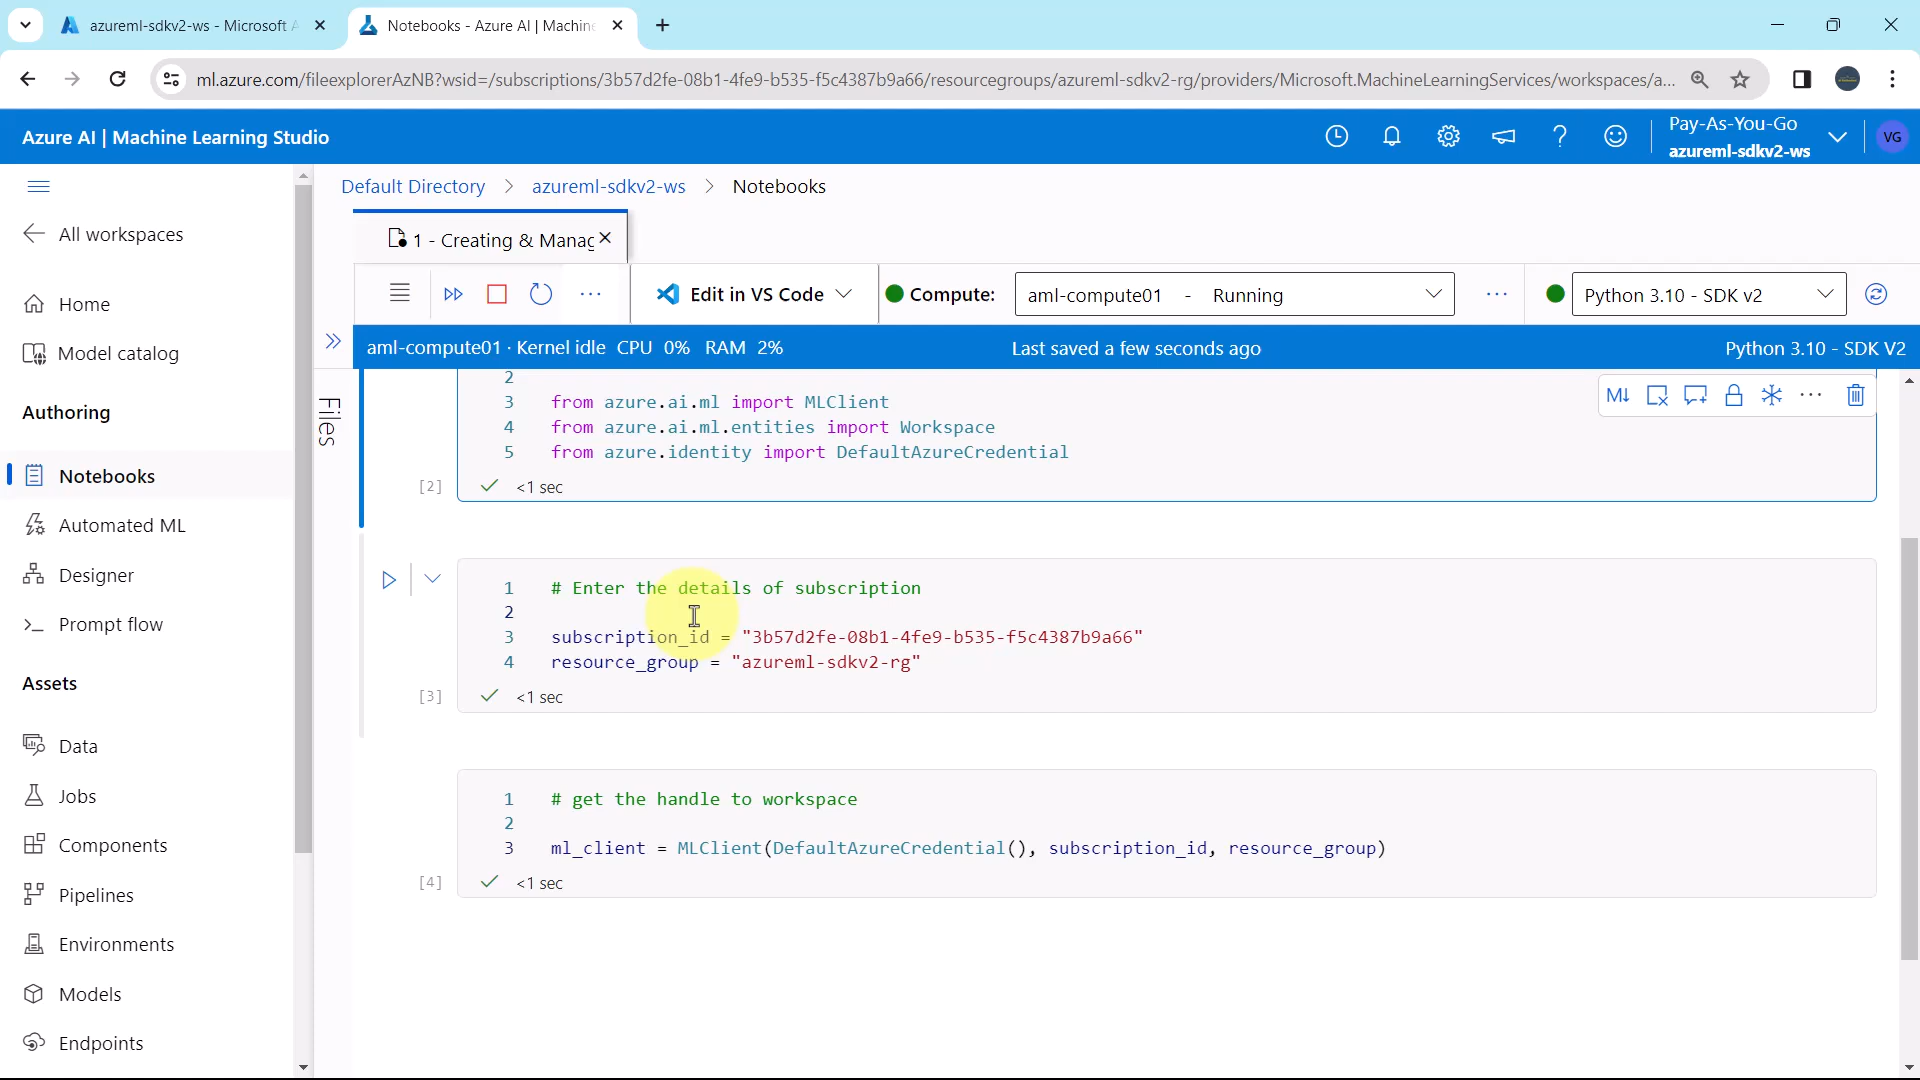 azureml-sdkv2-ws - Microsoft A
Notebooks - Azure AI | Machine
ml.azure.com/fileexplorerAzNB?wsid=/subscriptions/3b57d2fe-08b1-4fe9-b535-f5c4387b9a66/resourcegroups/azureml-sdkv2-rg/providers/Microsoft.MachineLearningServices/workspaces/a...
Azure AI | Machine Learning Studio
Pay-As-You-Go
azureml-sdkv2-ws
VG
All workspaces
Home
Model catalog
Authoring
Notebooks
Automated ML
Designer
Prompt flow
Assets
Data
Jobs
Components
Pipelines
Environments
Models
Endpoints
Default Directory > azureml-sdkv2-ws > Notebooks
1 - Creating & Manag
Edit in VS Code
Compute:
aml-compute01 - Running
Python 3.10 - SDK v2
aml-compute01 · Kernel idle CPU 0% RAM 2%
Last saved a few seconds ago
Python 3.10 - SDK V2
Files
M↓
2
3 from azure.ai.ml import MLClient
4 from azure.ai.ml.entities import Workspace
5 from azure.identity import DefaultAzureCredential
[2] <1 sec
1 # Enter the details of subscription
2
3 subscription_id = "3b57d2fe-08b1-4fe9-b535-f5c4387b9a66"
4 resource_group = "azureml-sdkv2-rg"
[3] <1 sec
1 # get the handle to workspace
2
3 ml_client = MLClient(DefaultAzureCredential(), subscription_id, resource_group)
[4] <1 sec